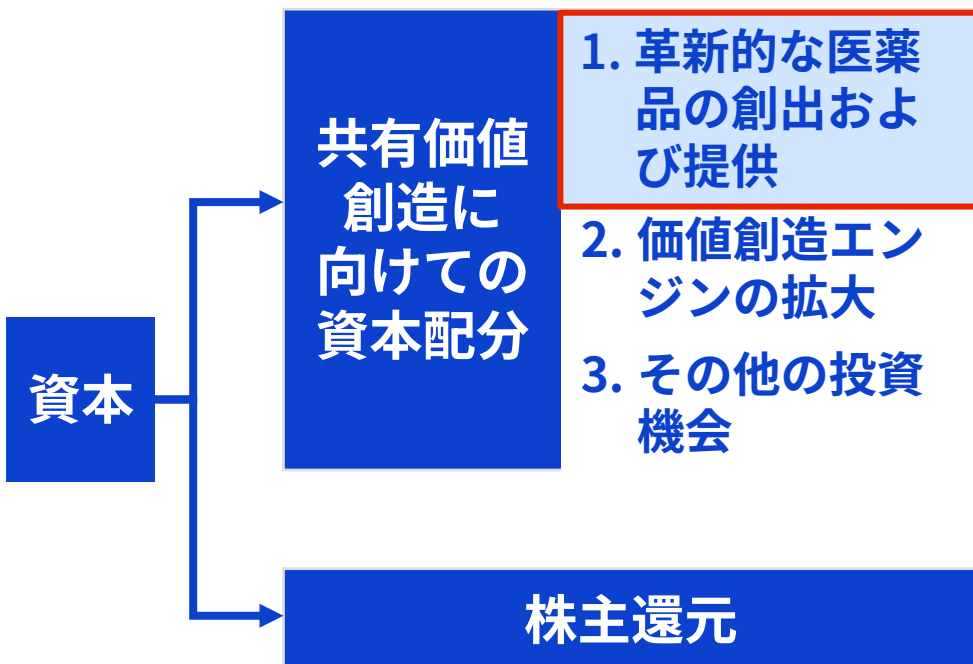 資本
共有価値
創造に
向けての
資本配分
1. 革新的な医薬
品の創出およ
び提供
2. 価値創造エン
ジンの拡大
3. その他の投資
機会
株主還元